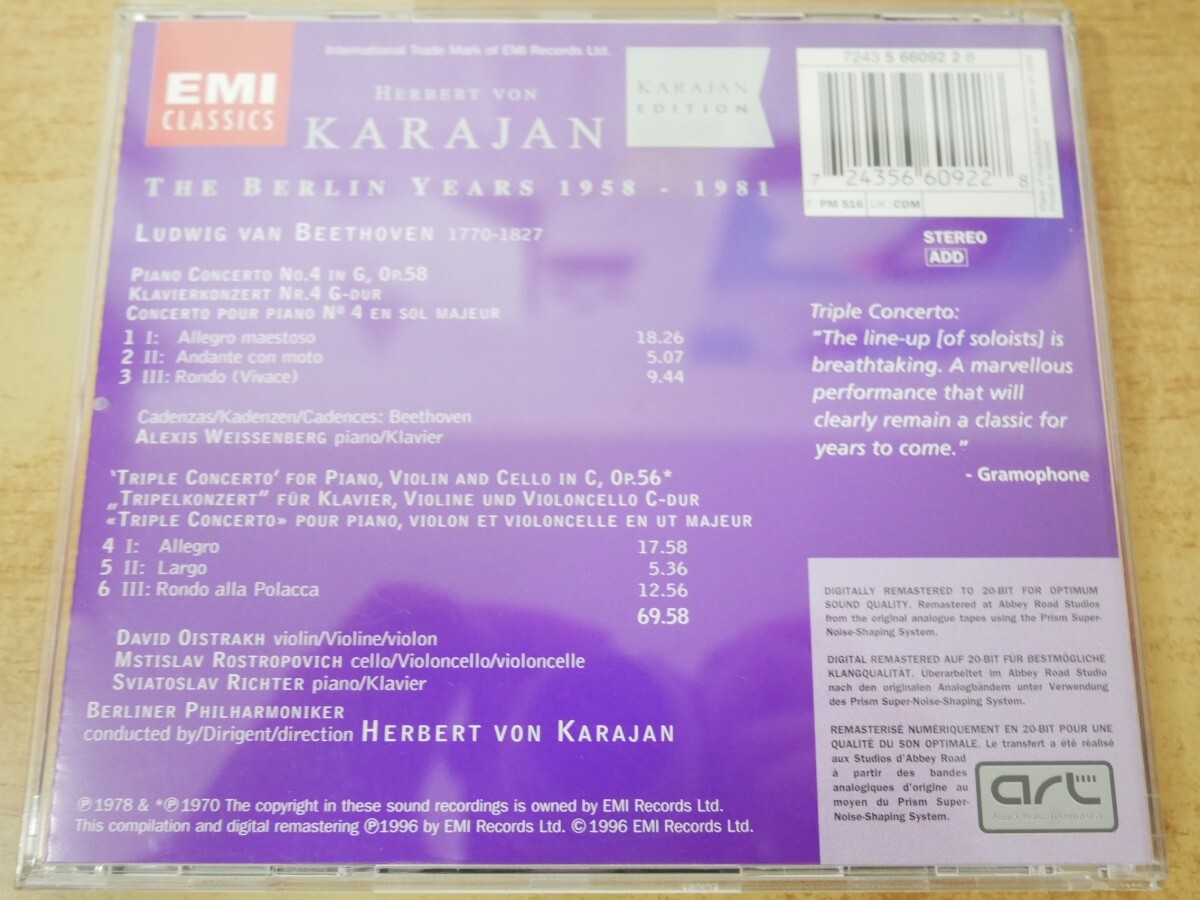 International Trade Mark of EMI Records Ltd.
EMI
CLASSICS
HERBERT VON
KARAJAN
KARAJAN
EDITION
THE BERLIN YEARS 1958 - 1981
7243 5 66092 2 8
7 24356 60922 8
F: PM 516 UK: CDM
STEREO
ADD
LUDWIG VAN BEETHOVEN 1770-1827
PIANO CONCERTO NO.4 IN G, OP.58
KLAVIERKONZERT NR.4 G-DUR
CONCERTO POUR PIANO Nº 4 EN SOL MAJEUR
1 I: Allegro maestoso 18.26
2 II: Andante con moto 5.07
3 III: Rondo (Vivace) 9.44
Cadenzas/Kadenzen/Cadences: Beethoven
ALEXIS WEISSENBERG piano/Klavier
‘TRIPLE CONCERTO’ FOR PIANO, VIOLIN AND CELLO IN C, OP.56*
„TRIPELKONZERT” FÜR KLAVIER, VIOLINE UND VIOLONCELLO C-DUR
«TRIPLE CONCERTO» POUR PIANO, VIOLON ET VIOLONCELLE EN UT MAJEUR
4 I: Allegro 17.58
5 II: Largo 5.36
6 III: Rondo alla Polacca 12.56
69.58
DAVID OISTRAKH violin/Violine/violon
MSTISLAV ROSTROPOVICH cello/Violoncello/violoncelle
SVIATOSLAV RICHTER piano/Klavier
BERLINER PHILHARMONIKER
conducted by/Dirigent/direction HERBERT VON KARAJAN
℗1978 & *℗1970 The copyright in these sound recordings is owned by EMI Records Ltd.
This compilation and digital remastering ℗1996 by EMI Records Ltd. © 1996 EMI Records Ltd.
Triple Concerto:
“The line-up [of soloists] is
breathtaking. A marvellous
performance that will
clearly remain a classic for
years to come.”
- Gramophone
DIGITALLY REMASTERED TO 20-BIT FOR OPTIMUM
SOUND QUALITY. Remastered at Abbey Road Studios
from the original analogue tapes using the Prism Super-
Noise-Shaping System.
DIGITAL REMASTERED AUF 20-BIT FÜR BESTMÖGLICHE
KLANGQUALITÄT. Überarbeitet im Abbey Road Studio
nach den originalen Analogbändern unter Verwendung
des Prism Super-Noise-Shaping System.
REMASTERISÉ NUMÉRIQUEMENT EN 20-BIT POUR UNE
QUALITÉ DU SON OPTIMALE. Le transfert a été réalisé
aux Studios d'Abbey Road
à partir des bandes
analogiques d'origine au
moyen du Prism Super-
Noise-Shaping System.
art